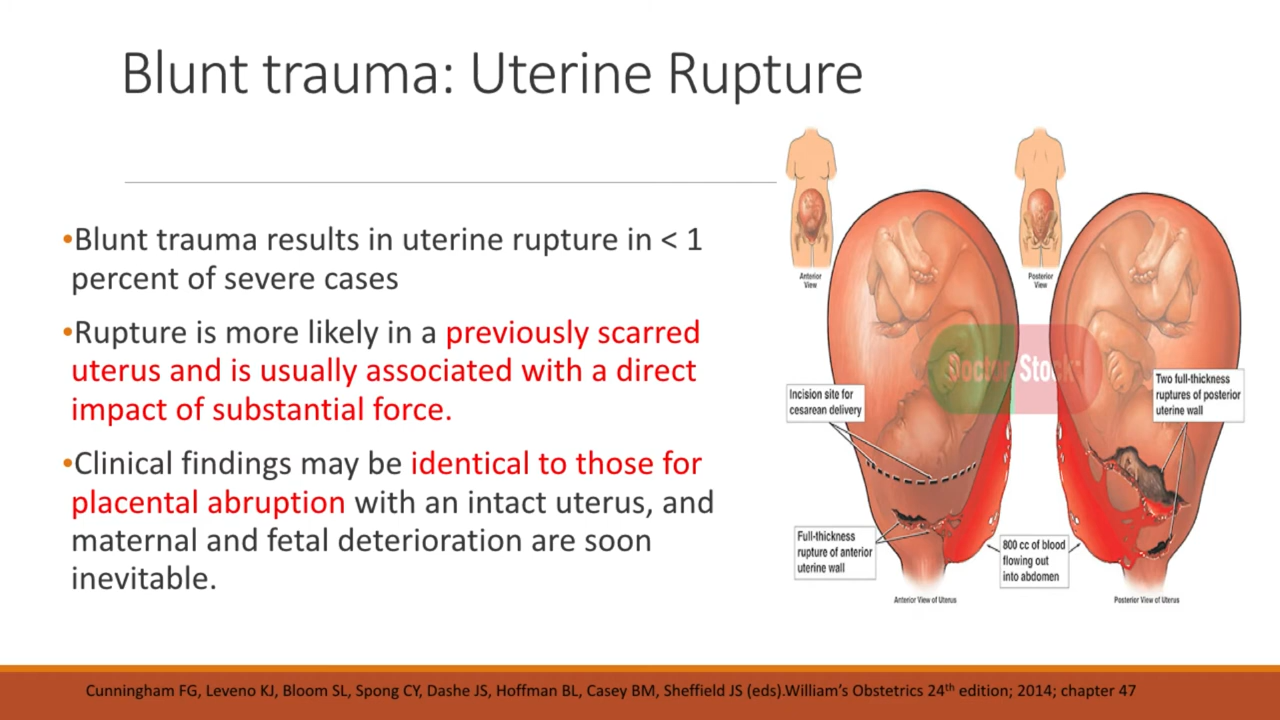 Blunt trauma: Uterine Rupture
•Blunt trauma results in uterine rupture in < 1
percent of severe cases
•Rupture is more likely in a previously scarred
uterus and is usually associated with a direct
impact of substantial force.
•Clinical findings may be identical to those for
placental abruption with an intact uterus, and
maternal and fetal deterioration are soon
inevitable.
Anterior
View
Posterior
View
Doctor Stock
Incision site for
cesarean delivery
Two full-thickness
ruptures of posterior
uterine wall
Full-thickness
rupture of anterior
uterine wall
800 cc of blood
flowing out
into abdomen
Anterior View of Uterus
Posterior View of Uterus
Cunningham FG, Leveno KJ, Bloom SL, Spong CY, Dashe JS, Hoffman BL, Casey BM, Sheffield JS (eds).William’s Obstetrics 24th edition; 2014; chapter 47